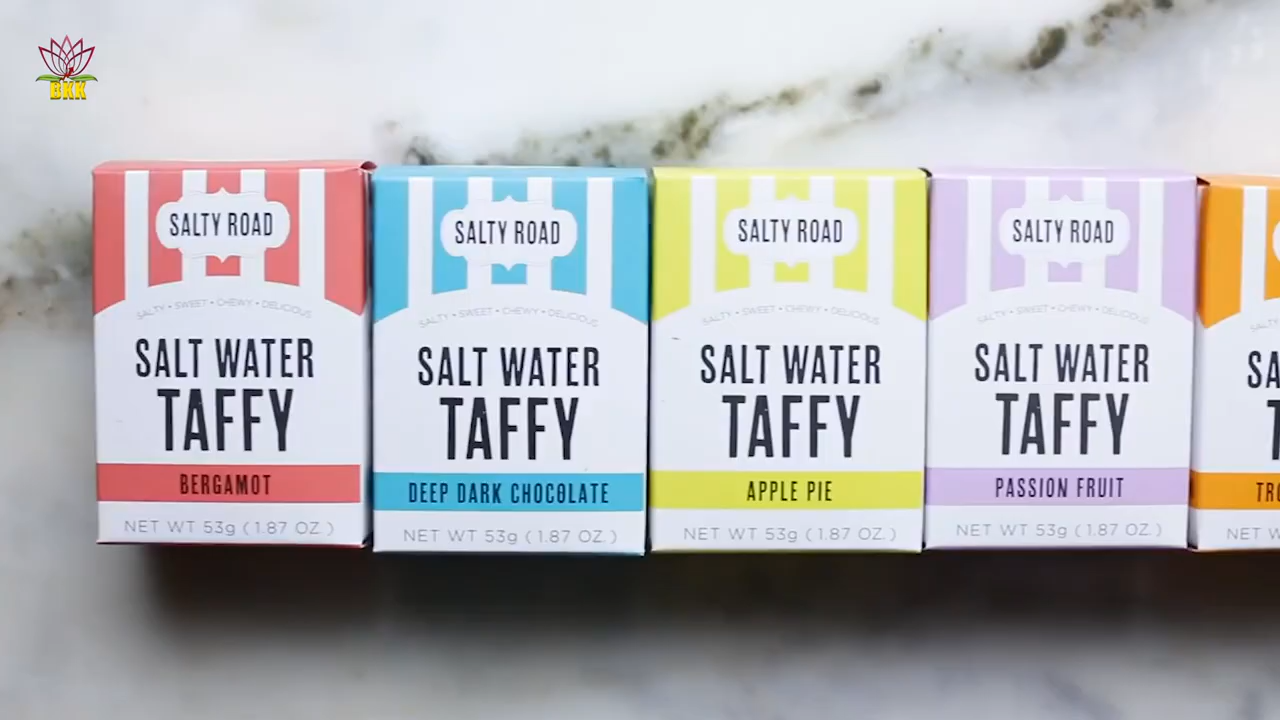 BKK
SALTY ROAD
SALTY • SWEET • CHEWY • DELICIOUS
SALT WATER
TAFFY
BERGAMOT
NET WT 53g (1.87 OZ.)
SALTY ROAD
SALTY • SWEET • CHEWY • DELICIOUS
SALT WATER
TAFFY
DEEP DARK CHOCOLATE
NET WT 53g (1.87 OZ.)
SALTY ROAD
SALTY • SWEET • CHEWY • DELICIOUS
SALT WATER
TAFFY
APPLE PIE
NET WT 53g (1.87 OZ.)
SALTY ROAD
SALTY • SWEET • CHEWY • DELICIOUS
SALT WATER
TAFFY
PASSION FRUIT
NET WT 53g (1.87 OZ.)
NET